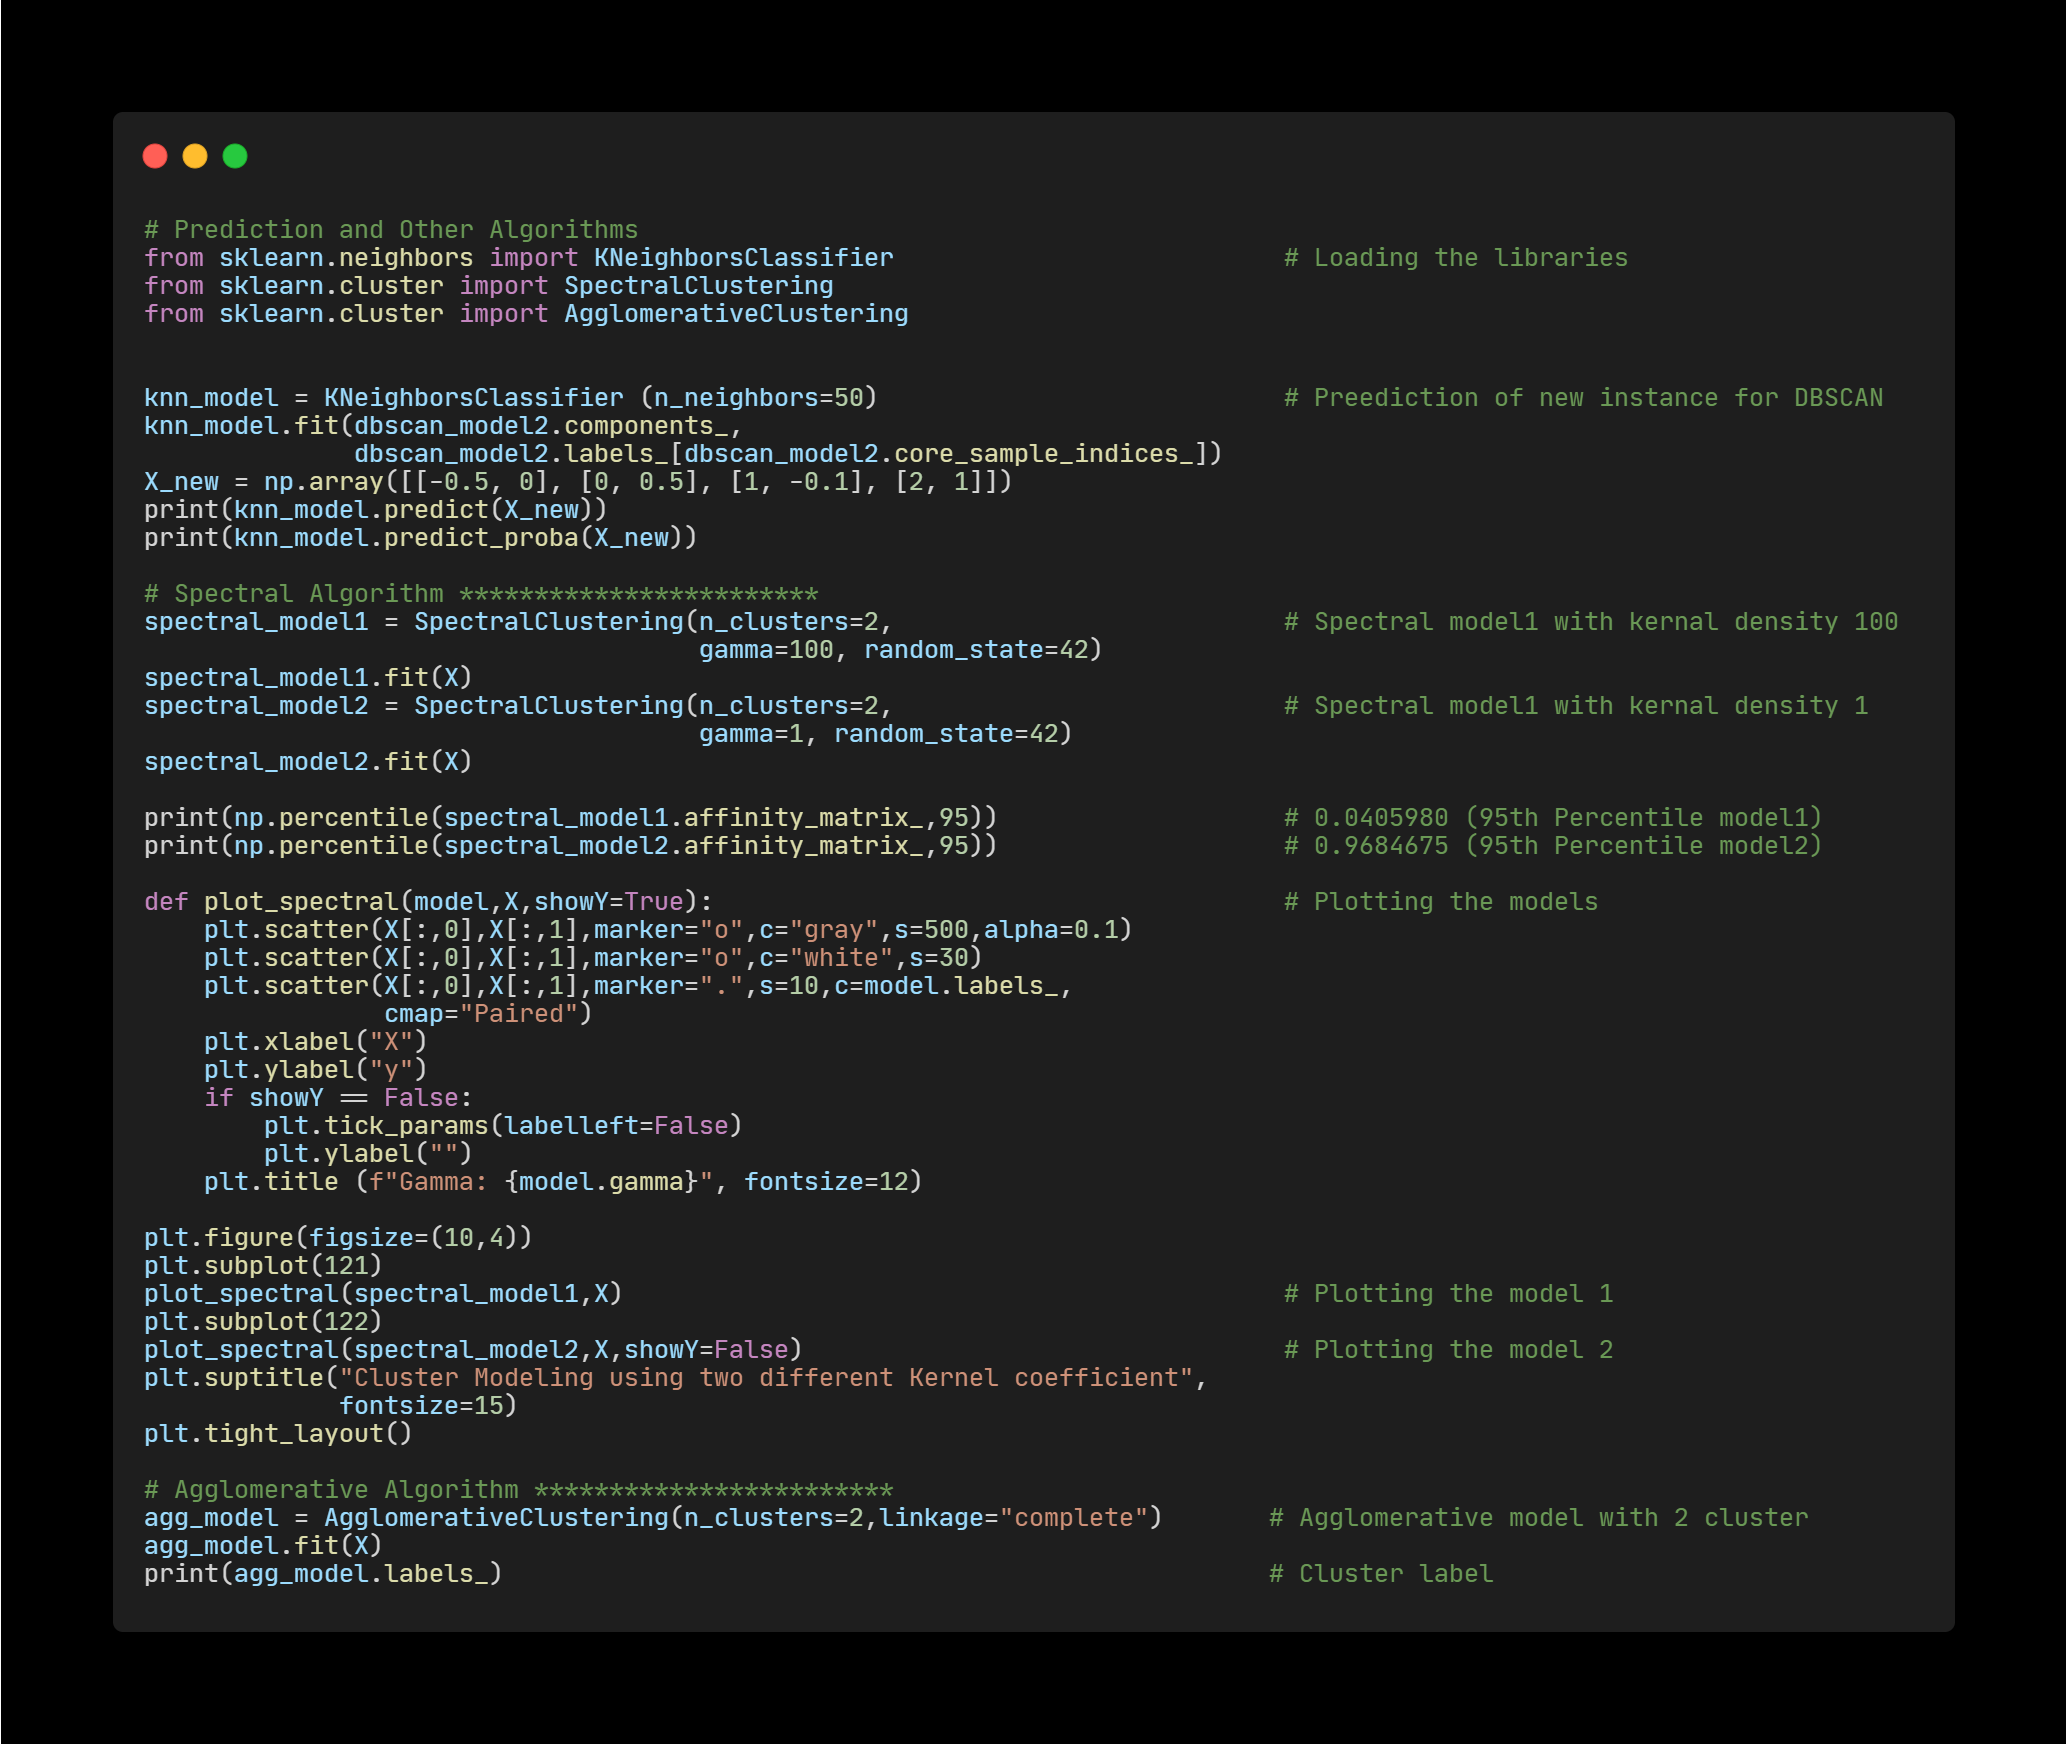 # Prediction and Other Algorithms
from sklearn.neighbors import KNeighborsClassifier                          # Loading the libraries
from sklearn.cluster import SpectralClustering
from sklearn.cluster import AgglomerativeClustering
knn_model = KNeighborsClassifier (n_neighbors=50)                           # Preediction of new instance for DBSCAN
knn_model.fit(dbscan_model2.components_,
              dbscan_model2.labels_[dbscan_model2.core_sample_indices_])
X_new = np.array([[-0.5, 0], [0, 0.5], [1, -0.1], [2, 1]])
print(knn_model.predict(X_new))
print(knn_model.predict_proba(X_new))
# Spectral Algorithm ************************
spectral_model1 = SpectralClustering(n_clusters=2,                          # Spectral model1 with kernal density 100
                                     gamma=100, random_state=42)
spectral_model1.fit(X)
spectral_model2 = SpectralClustering(n_clusters=2,                          # Spectral model1 with kernal density 1
                                     gamma=1, random_state=42)
spectral_model2.fit(X)
print(np.percentile(spectral_model1.affinity_matrix_,95))                   # 0.0405980 (95th Percentile model1)
print(np.percentile(spectral_model2.affinity_matrix_,95))                   # 0.9684675 (95th Percentile model2)
def plot_spectral(model,X,showY=True):                                      # Plotting the models
    plt.scatter(X[:,0],X[:,1],marker="o",c="gray",s=500,alpha=0.1)
    plt.scatter(X[:,0],X[:,1],marker="o",c="white",s=30)
    plt.scatter(X[:,0],X[:,1],marker=".",s=10,c=model.labels_,
                cmap="Paired")
    plt.xlabel("X")
    plt.ylabel("y")
    if showY == False:
        plt.tick_params(labelleft=False)
        plt.ylabel("")
    plt.title (f"Gamma: {model.gamma}", fontsize=12)
plt.figure(figsize=(10,4))
plt.subplot(121)
plot_spectral(spectral_model1,X)                                            # Plotting the model 1
plt.subplot(122)
plot_spectral(spectral_model2,X,showY=False)                                # Plotting the model 2
plt.suptitle("Cluster Modeling using two different Kernel coefficient",
             fontsize=15)
plt.tight_layout()
# Agglomerative Algorithm ************************
agg_model = AgglomerativeClustering(n_clusters=2,linkage="complete")       # Agglomerative model with 2 cluster
agg_model.fit(X)
print(agg_model.labels_)                                                   # Cluster label